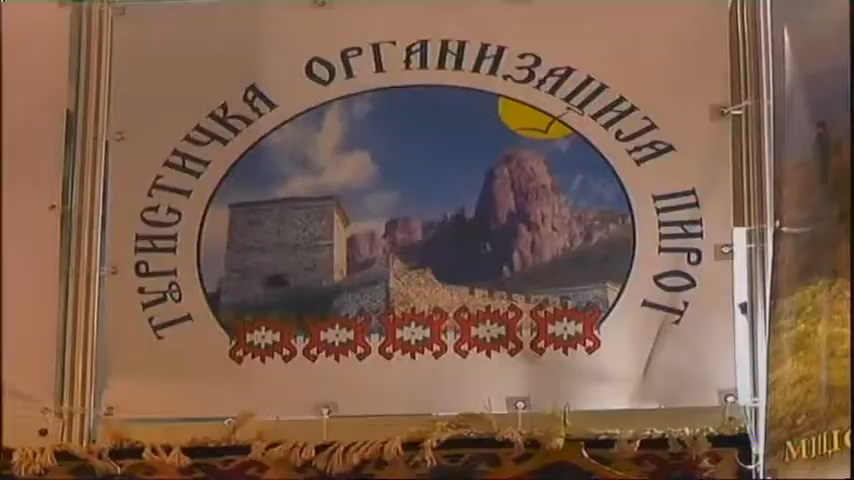 ТУРИСТИЧКА ОРГАНИЗАЦИЈА ПИРОТ